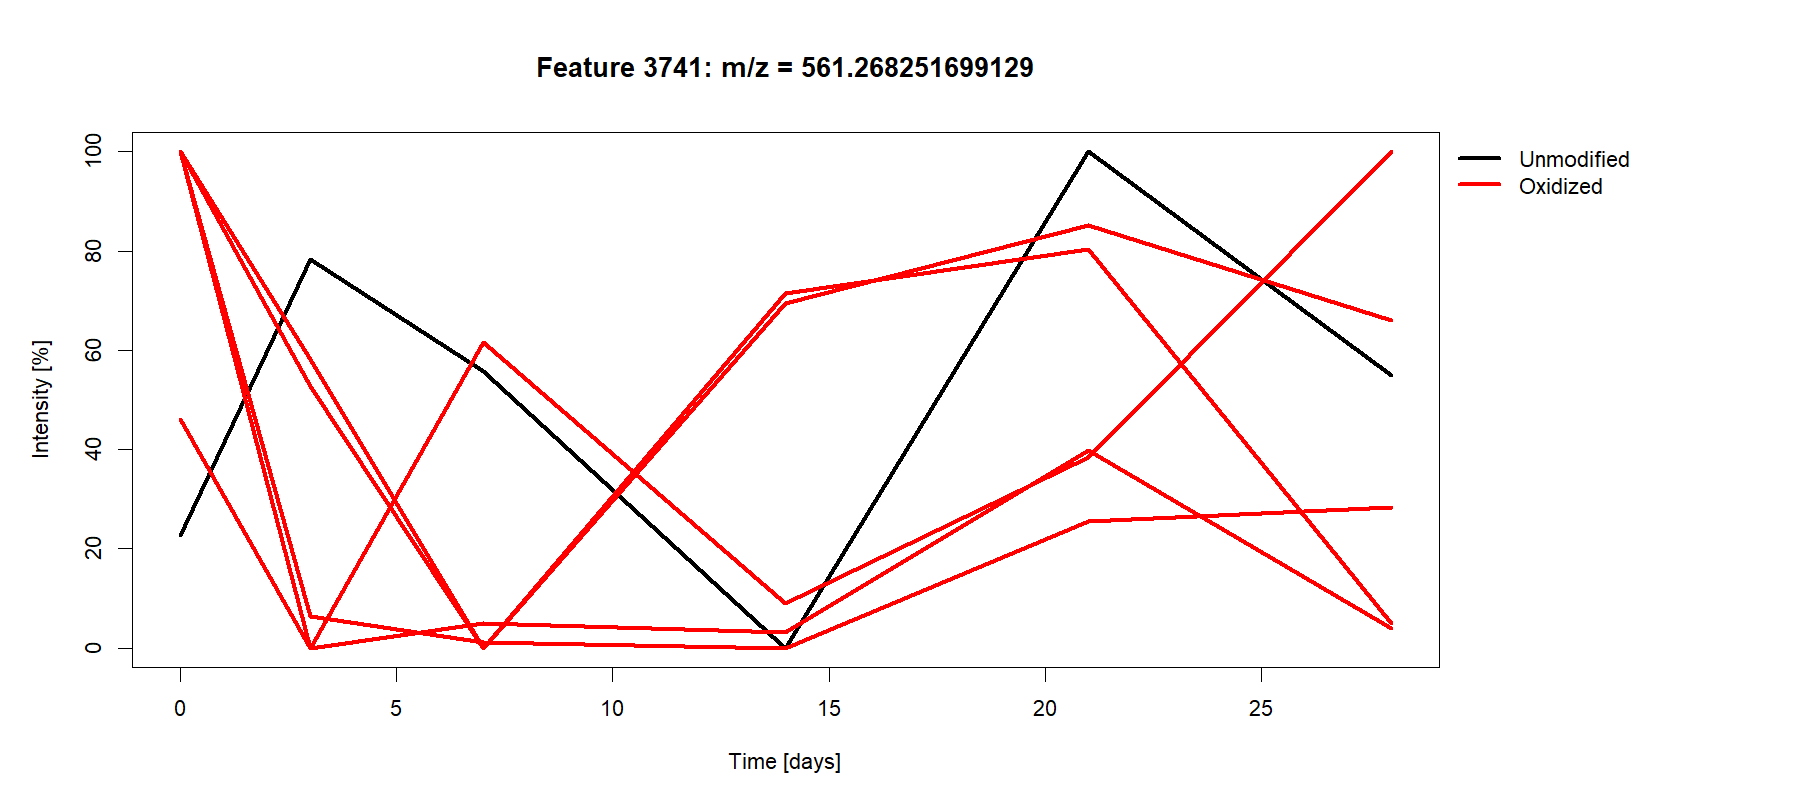 Feature 3741: m/z = 561.268251699129
Unmodified
Oxidized
Intensity [%]
100
80
60
40
20
0
0 5 10 15 20 25
Time [days]